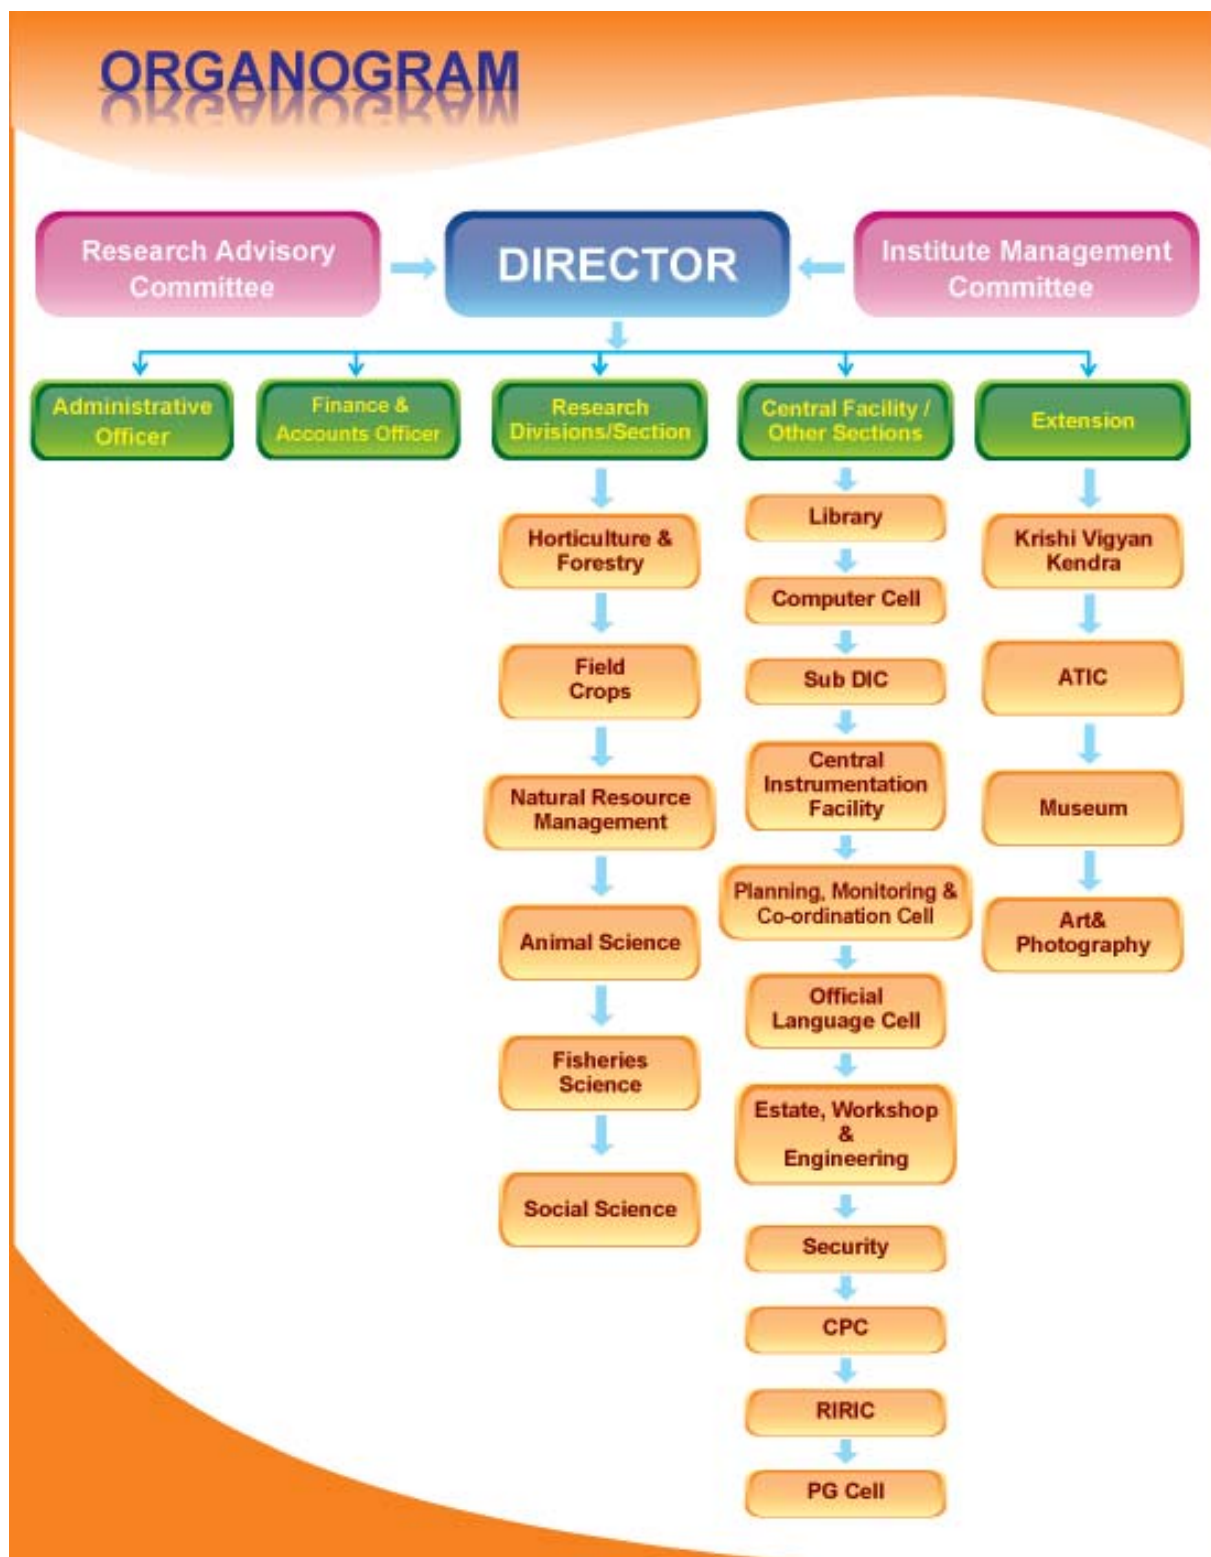 ORGANOGRAM
Research Advisory
Committee
DIRECTOR
Institute Management
Committee
Administrative
Officer
Finance &
Accounts Officer
Research
Divisions/Section
Central Facility /
Other Sections
Extension
Horticulture &
Forestry
Field
Crops
Natural Resource
Management
Animal Science
Fisheries
Science
Social Science
Library
Computer Cell
Sub DIC
Central
Instrumentation
Facility
Planning, Monitoring &
Co-ordination Cell
Official
Language Cell
Estate, Workshop
&
Engineering
Security
CPC
RIRIC
PG Cell
Krishi Vigyan
Kendra
ATIC
Museum
Art&
Photography